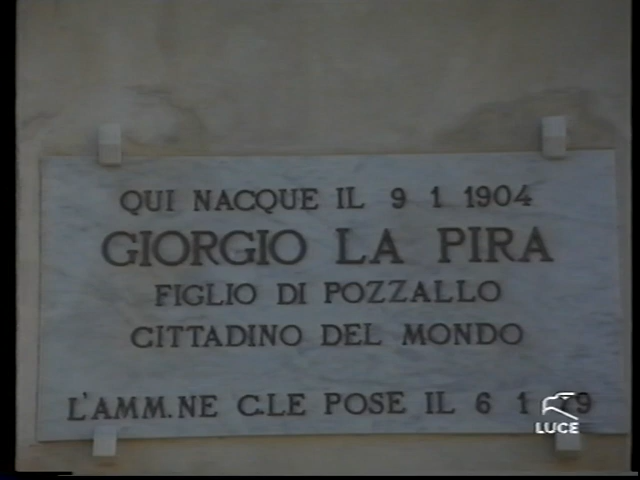 QUI NACQUE IL 9 1 1904
GIORGIO LA PIRA
FIGLIO DI POZZALLO
CITTADINO DEL MONDO
L'AMM.NE C.LE POSE IL 6 1
LUCE